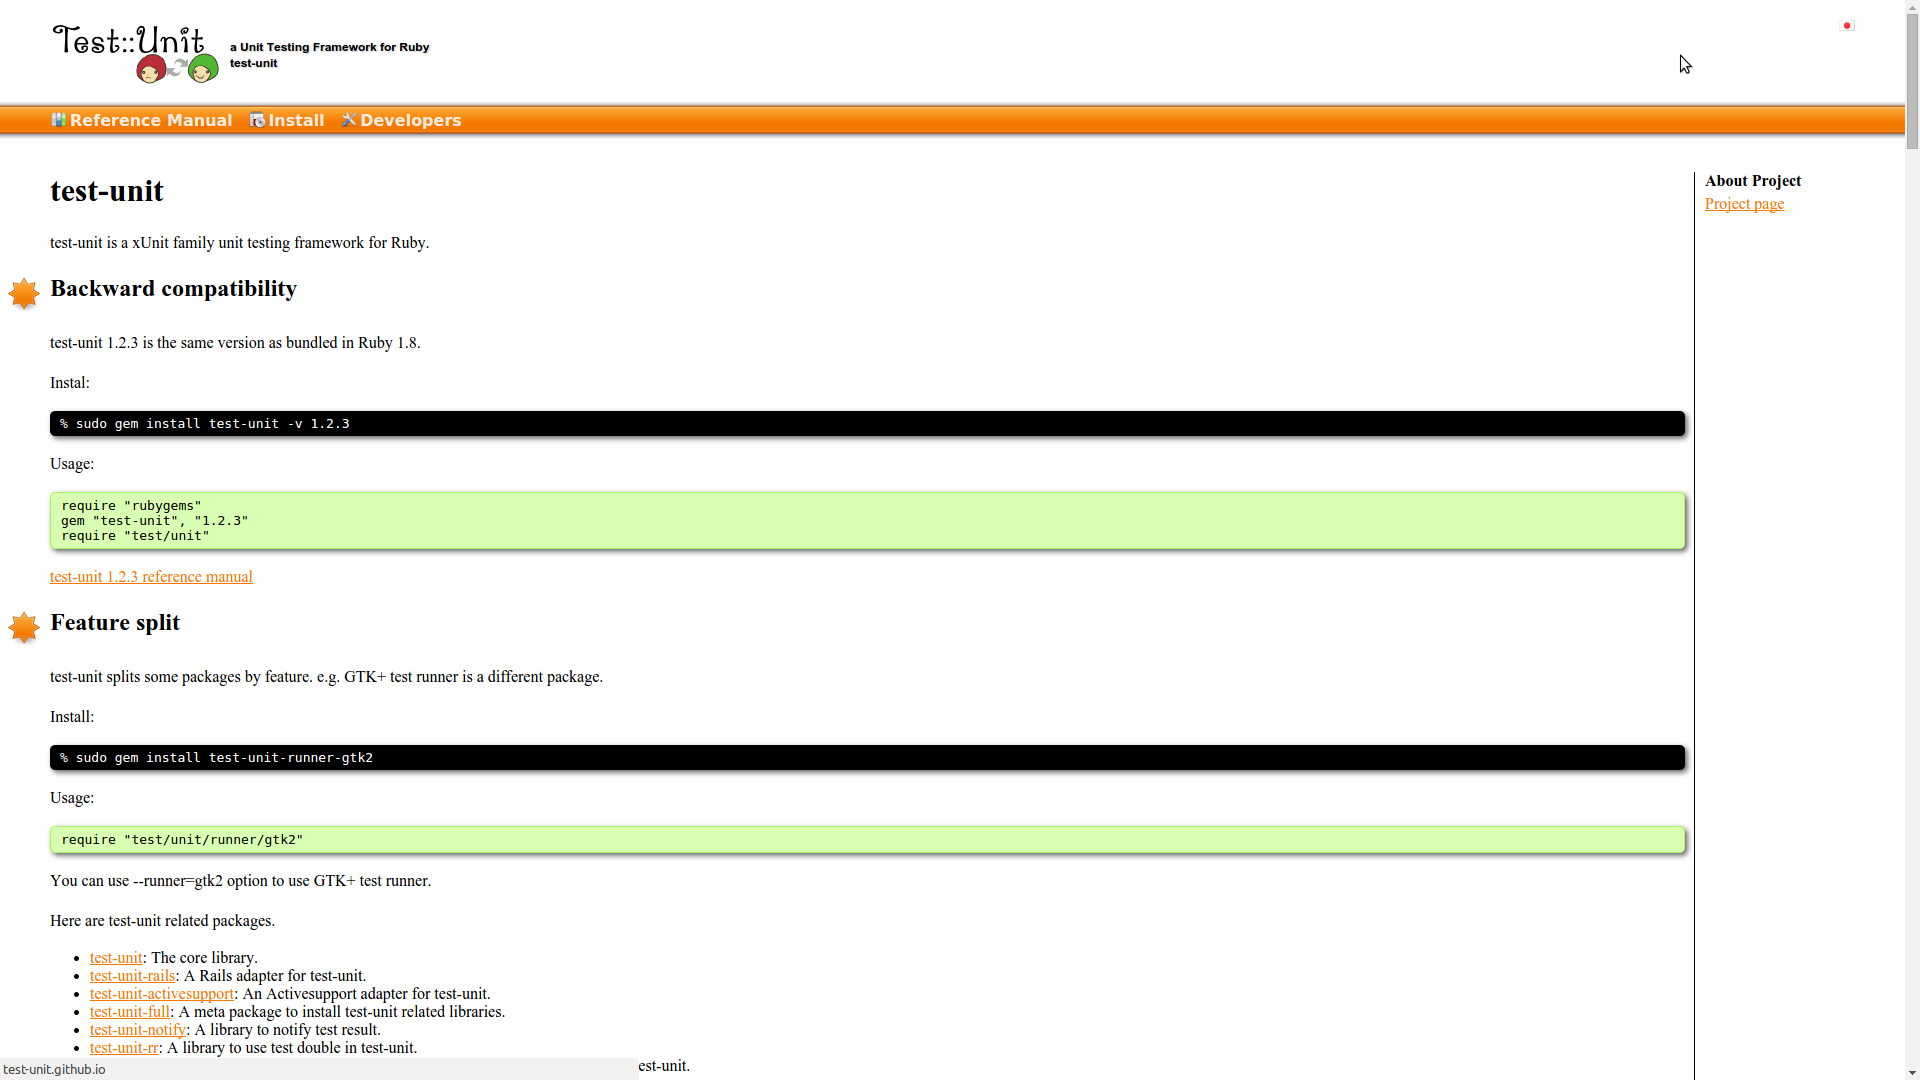 Test::Unit
a Unit Testing Framework for Ruby
test-unit
Reference Manual Install Developers
test-unit
About Project
Project page
test-unit is a xUnit family unit testing framework for Ruby.
Backward compatibility
test-unit 1.2.3 is the same version as bundled in Ruby 1.8.
Instal:
% sudo gem install test-unit -v 1.2.3
Usage:
require "rubygems"
gem "test-unit", "1.2.3"
require "test/unit"
test-unit 1.2.3 reference manual
Feature split
test-unit splits some packages by feature. e.g. GTK+ test runner is a different package.
Install:
% sudo gem install test-unit-runner-gtk2
Usage:
require "test/unit/runner/gtk2"
You can use --runner=gtk2 option to use GTK+ test runner.
Here are test-unit related packages.
test-unit: The core library.
test-unit-rails: A Rails adapter for test-unit.
test-unit-activesupport: An Activesupport adapter for test-unit.
test-unit-full: A meta package to install test-unit related libraries.
test-unit-notify: A library to notify test result.
test-unit-rr: A library to use test double in test-unit.
est-unit.
test-unit.github.io